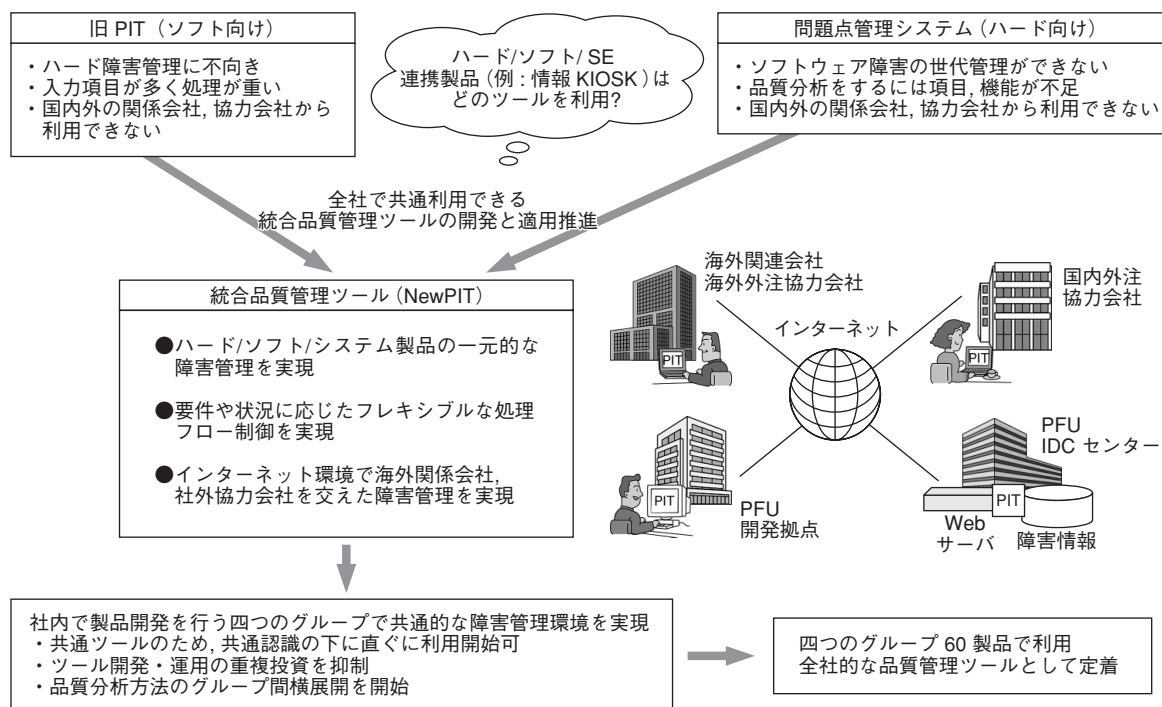 旧 PIT（ソフト向け）
・ハード障害管理に不向き
・入力項目が多く処理が重い
・国内外の関係会社, 協力会社から
利用できない
ハード/ソフト/ SE
連携製品（例 : 情報 KIOSK）は
どのツールを利用?
問題点管理システム（ハード向け）
・ソフトウェア障害の世代管理ができない
・品質分析をするには項目, 機能が不足
・国内外の関係会社, 協力会社から利用できない
全社で共通利用できる
統合品質管理ツールの開発と適用推進
統合品質管理ツール（NewPIT）
●ハード/ソフト/システム製品の一元的な
障害管理を実現
●要件や状況に応じたフレキシブルな処理
フロー制御を実現
●インターネット環境で海外関係会社,
社外協力会社を交えた障害管理を実現
海外関連会社
海外外注協力会社
PIT
インターネット
国内外注
協力会社
PIT
PIT
PFU
開発拠点
PFU
IDC センター
PIT
Web
サーバ
障害情報
社内で製品開発を行う四つのグループで共通的な障害管理環境を実現
・共通ツールのため, 共通認識の下に直ぐに利用開始可
・ツール開発・運用の重複投資を抑制
・品質分析方法のグループ間横展開を開始
四つのグループ 60 製品で利用
全社的な品質管理ツールとして定着